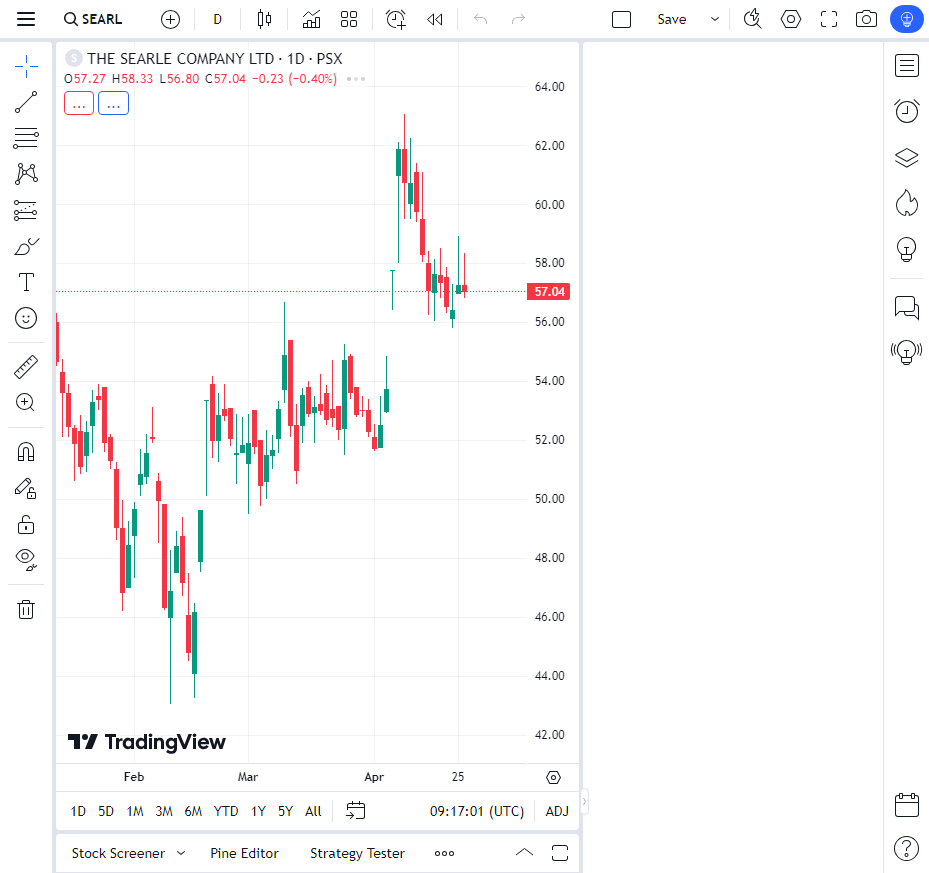 SEARL D Save
S THE SEARLE COMPANY LTD · 1D · PSX
O57.27 H58.33 L56.80 C57.04 −0.23 (−0.40%)
... ...
64.00
62.00
60.00
58.00
57.04
56.00
54.00
52.00
50.00
48.00
46.00
44.00
42.00
TradingView
Feb Mar Apr 25
1D 5D 1M 3M 6M YTD 1Y 5Y All 09:17:01 (UTC) ADJ
Stock Screener Pine Editor Strategy Tester